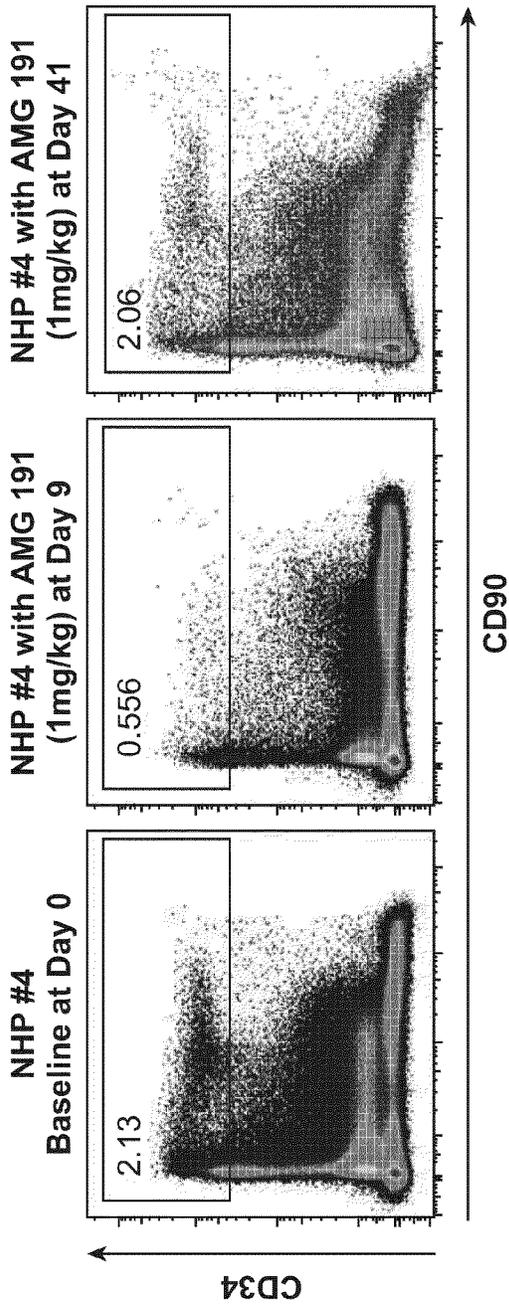 NHP #4
Baseline at Day 0
NHP #4 with AMG 191
(1mg/kg) at Day 9
NHP #4 with AMG 191
(1mg/kg) at Day 41
2.13
0.556
2.06
CD34
CD90